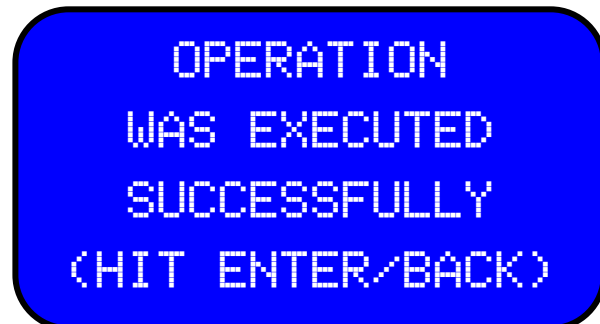 OPERATION
WAS EXECUTED
SUCCESSFULLY
(HIT ENTER/BACK)